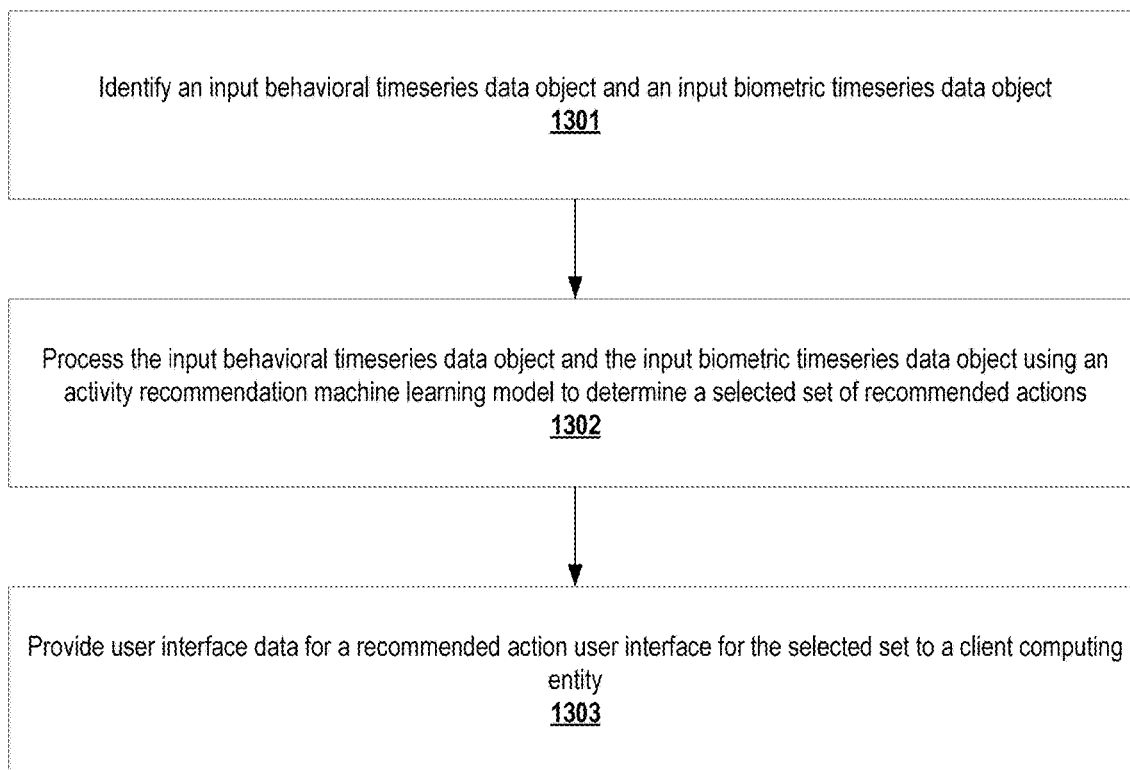 Identify an input behavioral timeseries data object and an input biometric timeseries data object
1301
Process the input behavioral timeseries data object and the input biometric timeseries data object using an
activity recommendation machine learning model to determine a selected set of recommended actions
1302
Provide user interface data for a recommended action user interface for the selected set to a client computing
entity
1303